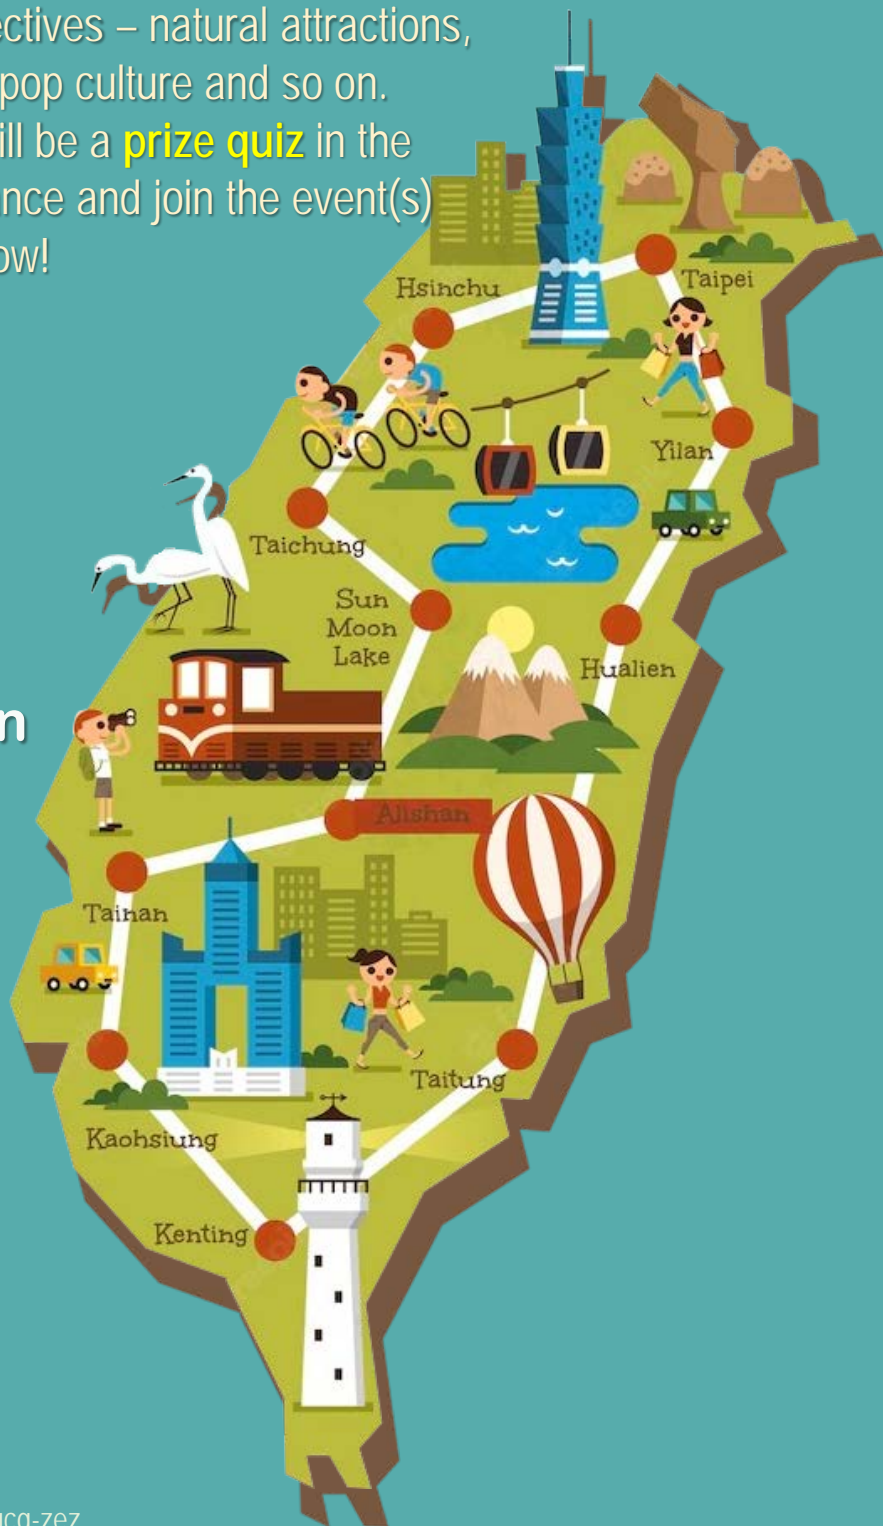 ectives – natural attractions,
pop culture and so on.
ill be a prize quiz in the
nce and join the event(s)
ow!
Hsinchu
Taipei
Yilan
Taichung
Sun
Moon
Lake
Hualien
n
Alishan
Tainan
Taitung
Kaohsiung
Kenting